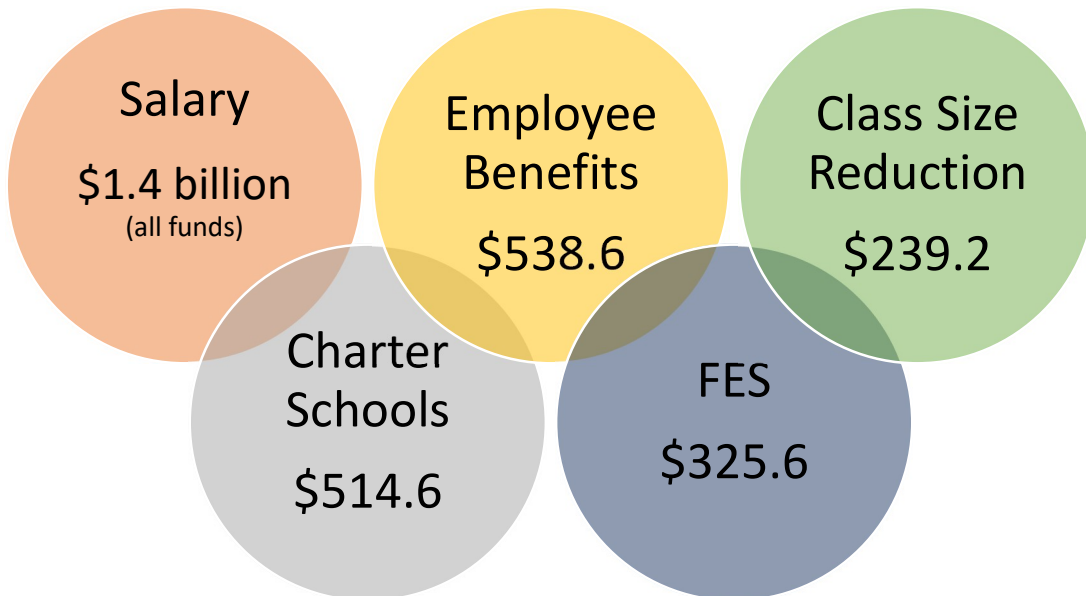 Salary
$1.4 billion
(all funds)
Employee
Benefits
$538.6
Class Size
Reduction
$239.2
Charter
Schools
$514.6
FES
$325.6